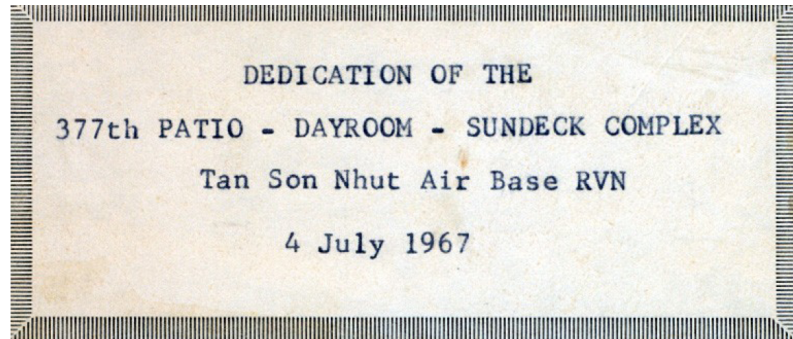 DEDICATION OF THE
377th PATIO - DAYROOM - SUNDECK COMPLEX
Tan Son Nhut Air Base RVN
4 July 1967